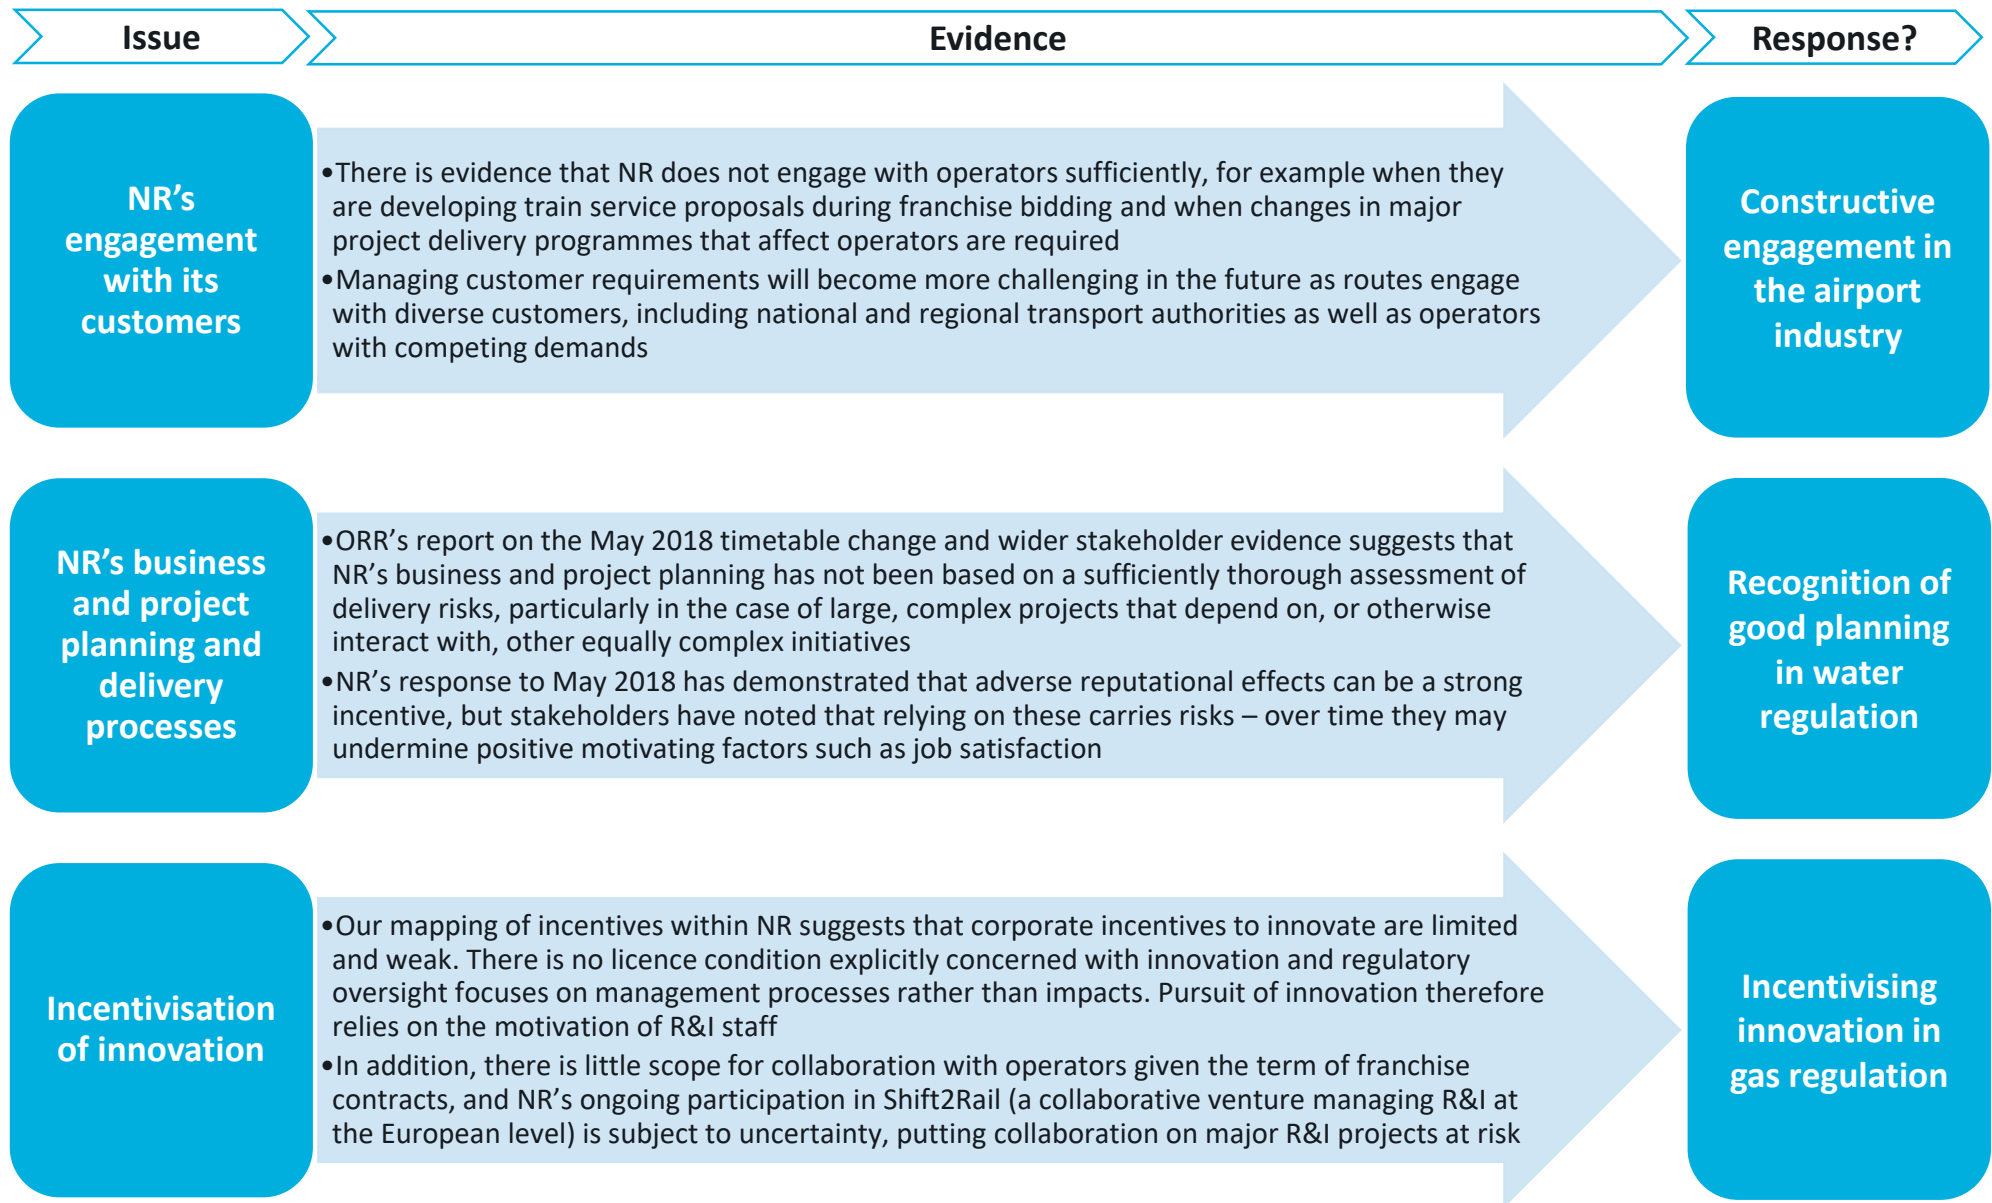 Issue
Evidence
Response?
NR's
engagement
with its
customers
•There is evidence that NR does not engage with operators sufficiently, for example when they
are developing train service proposals during franchise bidding and when changes in major
project delivery programmes that affect operators are required
•Managing customer requirements will become more challenging in the future as routes engage
with diverse customers, including national and regional transport authorities as well as operators
with competing demands
Constructive
engagement in
the airport
industry
NR's business
and project
planning and
delivery
processes
•ORR's report on the May 2018 timetable change and wider stakeholder evidence suggests that
NR's business and project planning has not been based on a sufficiently thorough assessment of
delivery risks, particularly in the case of large, complex projects that depend on, or otherwise
interact with, other equally complex initiatives
•NR's response to May 2018 has demonstrated that adverse reputational effects can be a strong
incentive, but stakeholders have noted that relying on these carries risks – over time they may
undermine positive motivating factors such as job satisfaction
Recognition of
good planning
in water
regulation
Incentivisation
of innovation
•Our mapping of incentives within NR suggests that corporate incentives to innovate are limited
and weak. There is no licence condition explicitly concerned with innovation and regulatory
oversight focuses on management processes rather than impacts. Pursuit of innovation therefore
relies on the motivation of R&I staff
•In addition, there is little scope for collaboration with operators given the term of franchise
contracts, and NR's ongoing participation in Shift2Rail (a collaborative venture managing R&I at
the European level) is subject to uncertainty, putting collaboration on major R&I projects at risk
Incentivising
innovation in
gas regulation